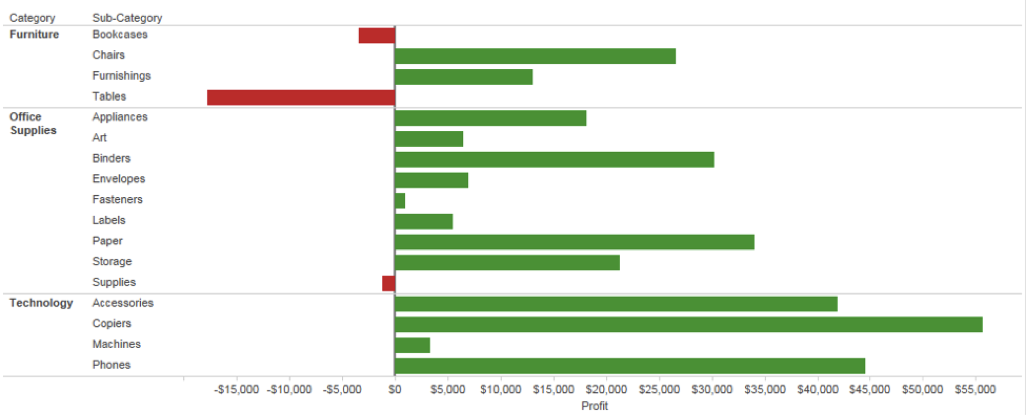 Category Sub-Category
Furniture Bookcases
Chairs
Furnishings
Tables
Office Supplies Appliances
Art
Binders
Envelopes
Fasteners
Labels
Paper
Storage
Supplies
Technology Accessories
Copiers
Machines
Phones
-$15,000 -$10,000 -$5,000 $0 $5,000 $10,000 $15,000 $20,000 $25,000 $30,000 $35,000 $40,000 $45,000 $50,000 $55,000
Profit